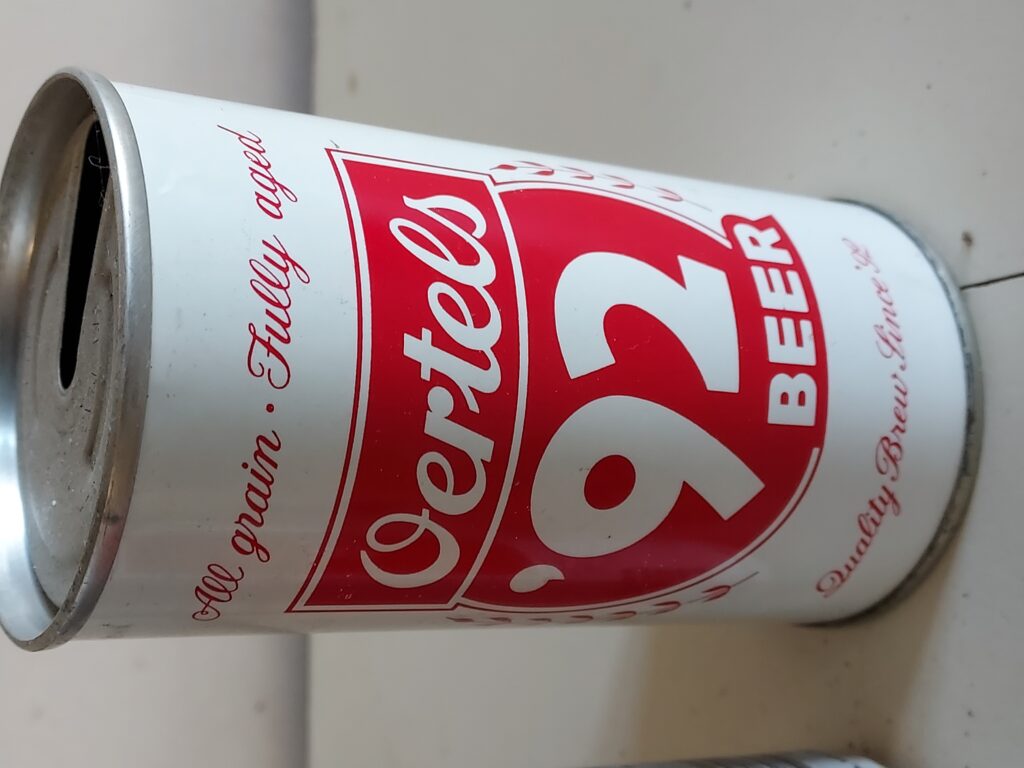 All grain • Fully aged
Oertels
'92
BEER
Quality Brew Since